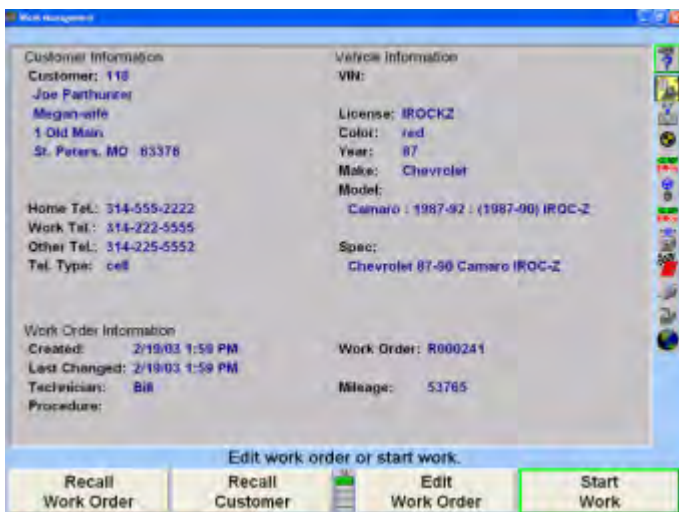 Work Management
Customer Information
Customer: 118
Joe Parthunter
Megan-wife
1 Old Main
St. Peters, MO 63376
Home Tel.: 314-555-2222
Work Tel.: 314-222-5555
Other Tel.: 314-225-5552
Tel. Type: cell
Vehicle Information
VIN:
License: IROCKZ
Color: red
Year: 87
Make: Chevrolet
Model:
Camaro : 1987-92 : (1987-90) IROC-Z
Spec:
Chevrolet 87-90 Camaro IROC-Z
Work Order Information
Created: 2/19/03 1:59 PM
Last Changed: 2/19/03 1:59 PM
Technician: Bill
Procedure:
Work Order: R000241
Mileage: 53765
Edit work order or start work.
Recall
Work Order
Recall
Customer
Edit
Work Order
Start
Work